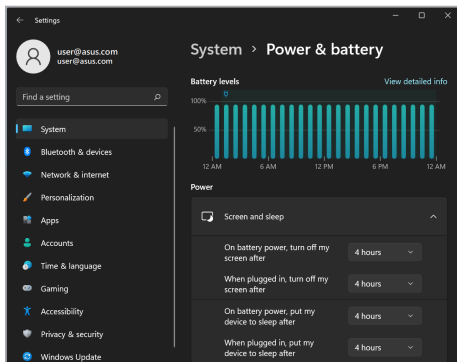 Settings
user@asus.com
user@asus.com
Find a setting
System
Bluetooth & devices
Network & internet
Personalization
Apps
Accounts
Time & language
Gaming
Accessibility
Privacy & security
Windows Update
System > Power & battery
Battery levels
View detailed info
100%
50%
12 AM
6 AM
12 PM
6 PM
12 AM
Power
Screen and sleep
On battery power, turn off my
screen after
4 hours
When plugged in, turn off my
screen after
4 hours
On battery power, put my
device to sleep after
4 hours
When plugged in, put my
device to sleep after
4 hours